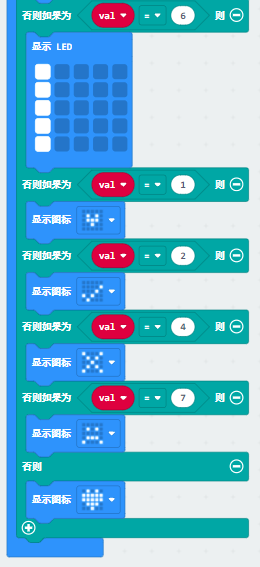 否则如果为 val = 6 则
显示 LED
否则如果为 val = 1 则
显示图标
否则如果为 val = 2 则
显示图标
否则如果为 val = 4 则
显示图标
否则如果为 val = 7 则
显示图标
否则
显示图标